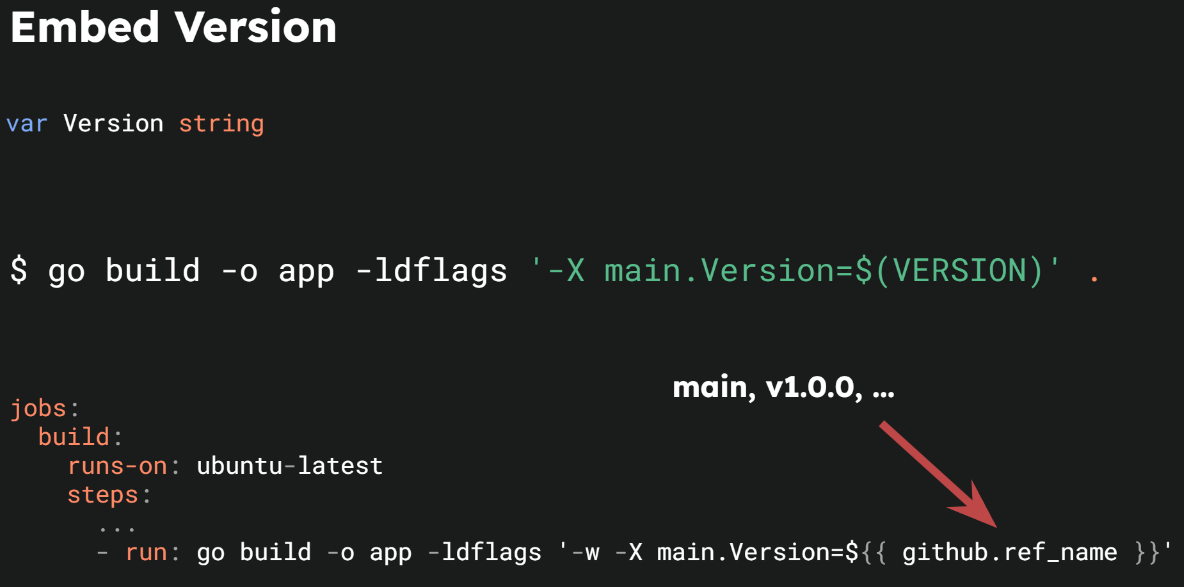 Embed Version
var Version string
$ go build -o app -ldflags '-X main.Version=$(VERSION)' .
main, v1.0.0, ...
jobs:
  build:
    runs-on: ubuntu-latest
    steps:
      ...
      - run: go build -o app -ldflags '-w -X main.Version=${{ github.ref_name }}'